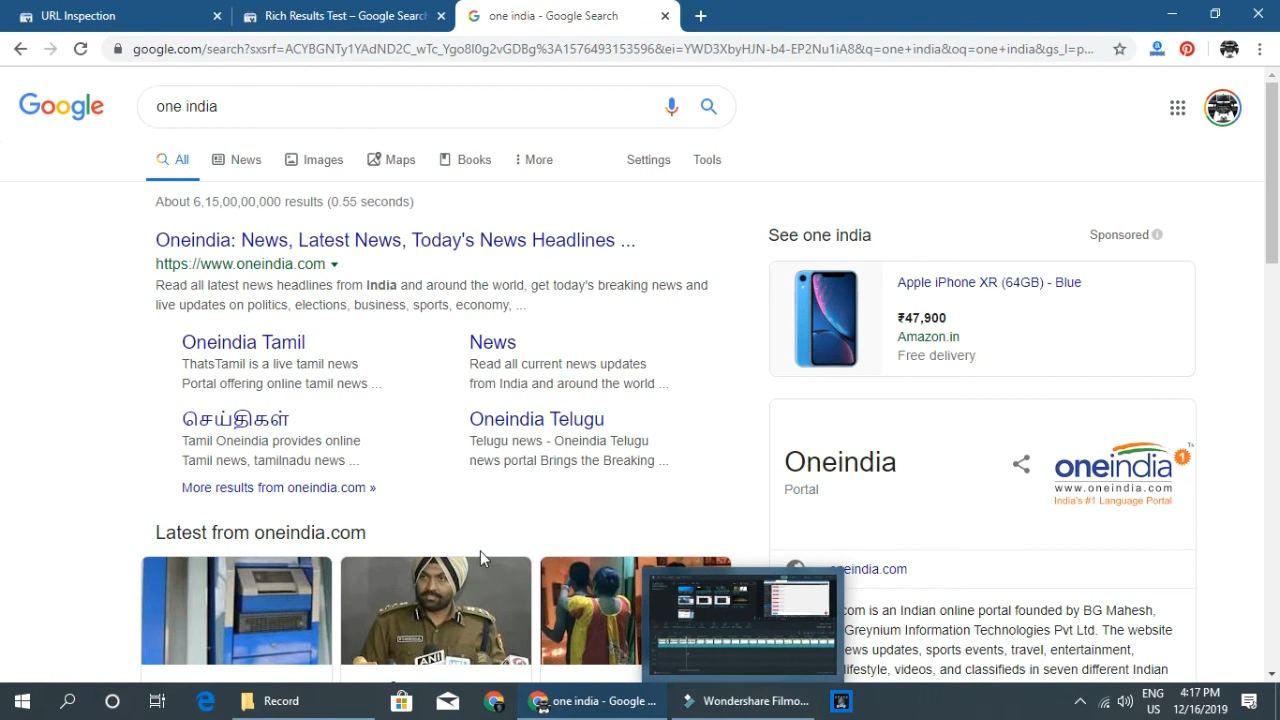 URL Inspection
Rich Results Test – Google Search
one india - Google Search
google.com/search?sxsrf=ACYBGNTy1YAdND2C_wTc_Ygo8l0g2vGDBg%3A1576493153596&ei=YWD3XbyHJN-b4-EP2Nu1iA8&q=one+india&oq=one+india&gs_l=p...
Google
one india
All
News
Images
Maps
Books
More
Settings
Tools
About 6,15,00,00,000 results (0.55 seconds)
Oneindia: News, Latest News, Today's News Headlines ...
https://www.oneindia.com
Read all latest news headlines from India and around the world, get today's breaking news and
live updates on politics, elections, business, sports, economy, ...
Oneindia Tamil
ThatsTamil is a live tamil news
Portal offering online tamil news ...
News
Read all current news updates
from India and around the world ...
செய்திகள்
Tamil Oneindia provides online
Tamil news, tamilnadu news ...
Oneindia Telugu
Telugu news - Oneindia Telugu
news portal Brings the Breaking ...
More results from oneindia.com »
Latest from oneindia.com
ANI
See one india
Sponsored
Apple iPhone XR (64GB) - Blue
₹47,900
Amazon.in
Free delivery
Oneindia
Portal
oneindia
1
www.oneindia.com
India's #1 Language Portal
oneindia.com
com is an Indian online portal founded by BG Mahesh,
Greynium Information Technologies Pvt Ltd. The website
ews updates, sports events, travel, entertainment,
lifestyle, videos, and classifieds in seven different Indian
Record
one india - Google ...
Wondershare Filmo...
ENG
US
4:17 PM
12/16/2019